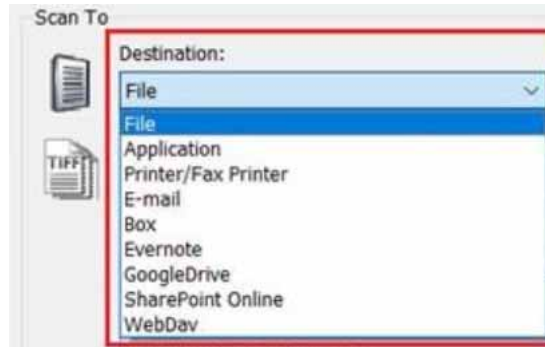 Scan To
Destination:
File
File
Application
Printer/Fax Printer
E-mail
Box
Evernote
GoogleDrive
SharePoint Online
WebDav
TIFF